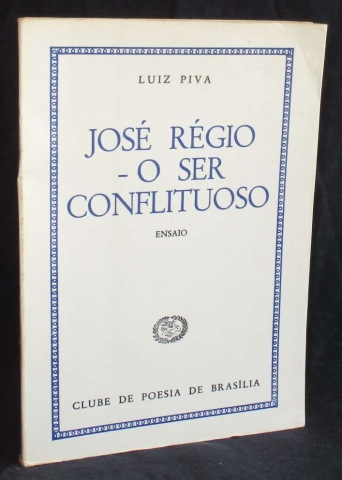 LUIZ PIVA
JOSÉ RÉGIO
- O SER
CONFLITUOSO
ENSAIO
CLUBE DE POESIA DE BRASÍLIA